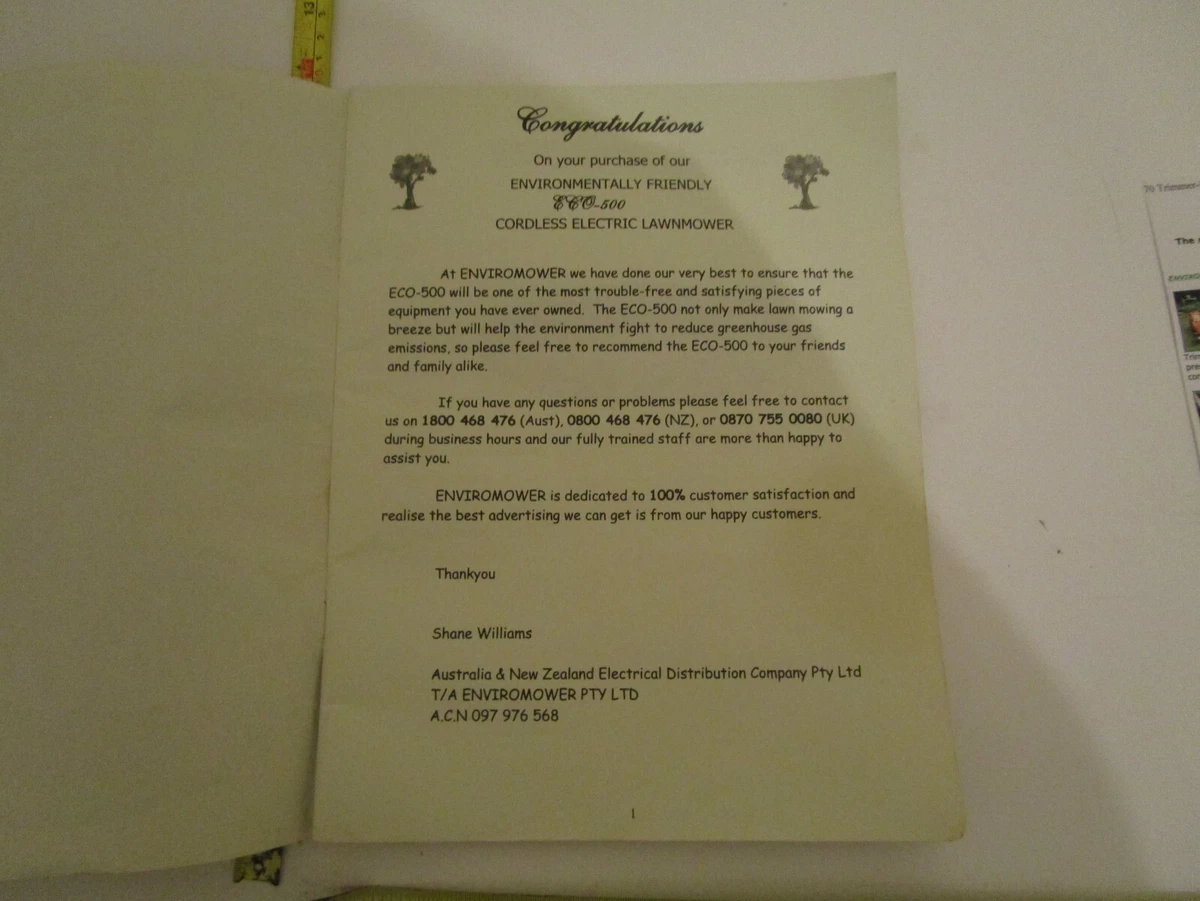 Congratulations
On your purchase of our
ENVIRONMENTALLY FRIENDLY
ECO-500
CORDLESS ELECTRIC LAWNMOWER
At ENVIROMOWER we have done our very best to ensure that the
ECO-500 will be one of the most trouble-free and satisfying pieces of
equipment you have ever owned. The ECO-500 not only make lawn mowing a
breeze but will help the environment fight to reduce greenhouse gas
emissions, so please feel free to recommend the ECO-500 to your friends
and family alike.
If you have any questions or problems please feel free to contact
us on 1800 468 476 (Aust), 0800 468 476 (NZ), or 0870 755 0080 (UK)
during business hours and our fully trained staff are more than happy to
assist you.
ENVIROMOWER is dedicated to 100% customer satisfaction and
realise the best advertising we can get is from our happy customers.
Thankyou
Shane Williams
Australia & New Zealand Electrical Distribution Company Pty Ltd
T/A ENVIROMOWER PTY LTD
A.C.N 097 976 568
1
13
70 Trimmer
The